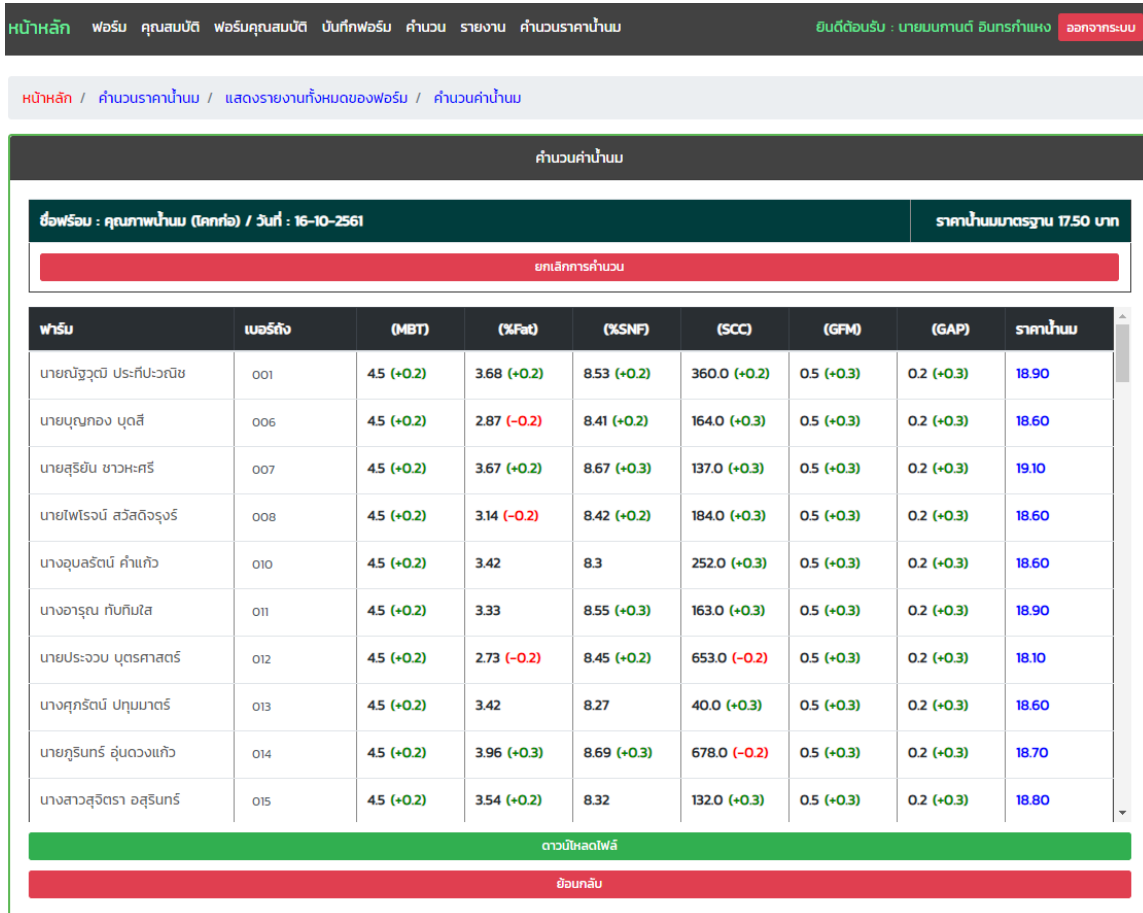 หน้าหลัก ฟอร์ม คุณสมบัติ ฟอร์มคุณสมบัติ บันทึกฟอร์ม คำนวน รายงาน คำนวนราคาน้ำนม ยินดีต้อนรับ : นายมนกานต์ อินทรกำแหง ออกจากระบบ
หน้าหลัก / คำนวนราคาน้ำนม / แสดงรายงานทั้งหมดของฟอร์ม / คำนวนค่าน้ำนม
คำนวนค่าน้ำนม
ชื่อฟร้อม : คุณภาพน้ำนม (โคกก่อ) / วันที่ : 16-10-2561 ราคาน้ำนมมาตรฐาน 17.50 บาท
ยกเลิกการคำนวน
ฟาร์ม เบอร์ถัง (MBT) (%Fat) (%SNF) (SCC) (GFM) (GAP) ราคาน้ำนม
นายณัฐวุฒิ ประทีปะวณิช 001 4.5 (+0.2) 3.68 (+0.2) 8.53 (+0.2) 360.0 (+0.2) 0.5 (+0.3) 0.2 (+0.3) 18.90
นายบุญกอง บุดสี 006 4.5 (+0.2) 2.87 (-0.2) 8.41 (+0.2) 164.0 (+0.3) 0.5 (+0.3) 0.2 (+0.3) 18.60
นายสุริยัน ชาวหะศรี 007 4.5 (+0.2) 3.67 (+0.2) 8.67 (+0.3) 137.0 (+0.3) 0.5 (+0.3) 0.2 (+0.3) 19.10
นายไพโรจน์ สวัสดิจรุงร์ 008 4.5 (+0.2) 3.14 (-0.2) 8.42 (+0.2) 184.0 (+0.3) 0.5 (+0.3) 0.2 (+0.3) 18.60
นางอุบลรัตน์ คำแก้ว 010 4.5 (+0.2) 3.42 8.3 252.0 (+0.3) 0.5 (+0.3) 0.2 (+0.3) 18.60
นางอารุณ ทับทิมใส 011 4.5 (+0.2) 3.33 8.55 (+0.3) 163.0 (+0.3) 0.5 (+0.3) 0.2 (+0.3) 18.90
นายประจวบ บุตรศาสตร์ 012 4.5 (+0.2) 2.73 (-0.2) 8.45 (+0.2) 653.0 (-0.2) 0.5 (+0.3) 0.2 (+0.3) 18.10
นางศุภรัตน์ ปทุมมาตร์ 013 4.5 (+0.2) 3.42 8.27 40.0 (+0.3) 0.5 (+0.3) 0.2 (+0.3) 18.60
นายภูรินทร์ อุ่นดวงแก้ว 014 4.5 (+0.2) 3.96 (+0.3) 8.69 (+0.3) 678.0 (-0.2) 0.5 (+0.3) 0.2 (+0.3) 18.70
นางสาวสุจิตรา อสุรินทร์ 015 4.5 (+0.2) 3.54 (+0.2) 8.32 132.0 (+0.3) 0.5 (+0.3) 0.2 (+0.3) 18.80
ดาวน์โหลดไฟล์
ย้อนกลับ